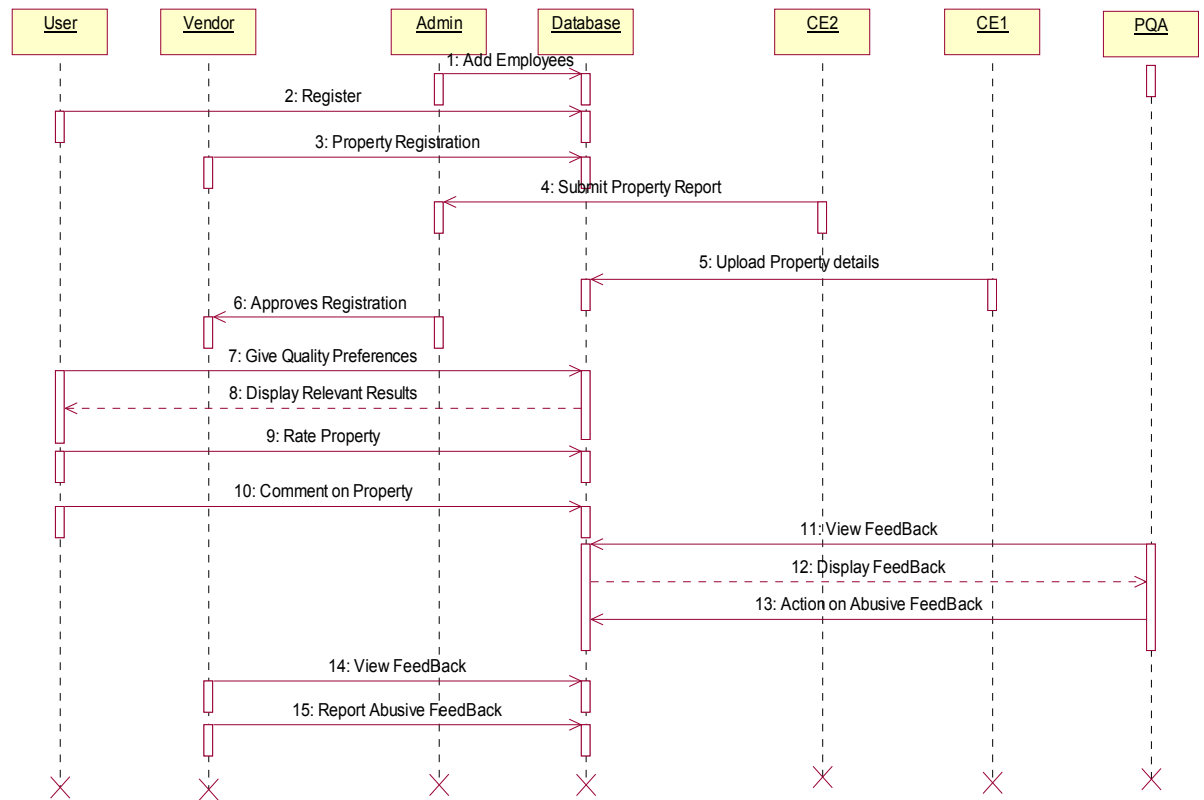 User
Vendor
Admin
Database
CE2
CE1
PQA
1: Add Employees
2: Register
3: Property Registration
4: Submit Property Report
5: Upload Property details
6: Approves Registration
7: Give Quality Preferences
8: Display Relevant Results
9: Rate Property
10: Comment on Property
11: View FeedBack
12: Display FeedBack
13: Action on Abusive FeedBack
14: View FeedBack
15: Report Abusive FeedBack